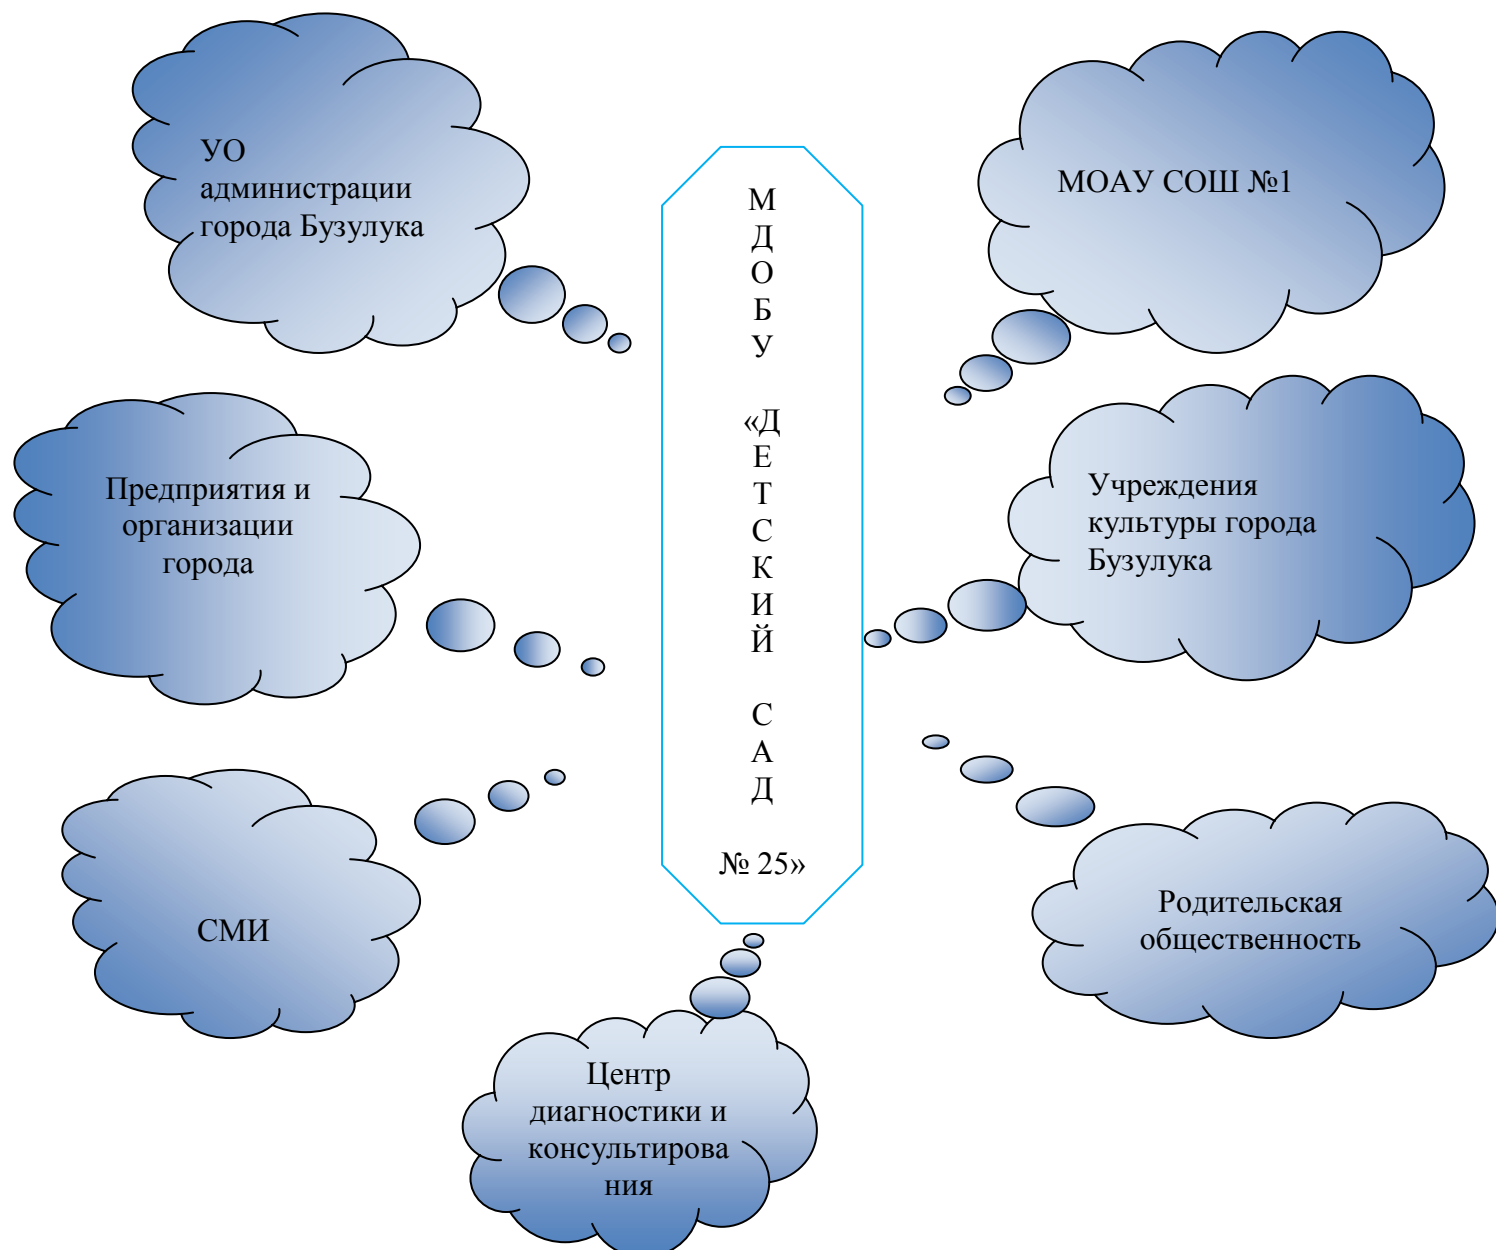 УО
администрации
города Бузулука
МОАУ СОШ №1
М
Д
О
Б
У
«Д
Е
Т
С
К
И
Й
С
А
Д
№ 25»
Предприятия и
организации
города
Учреждения
культуры города
Бузулука
СМИ
Родительская
общественность
Центр
диагностики и
консультирова
ния